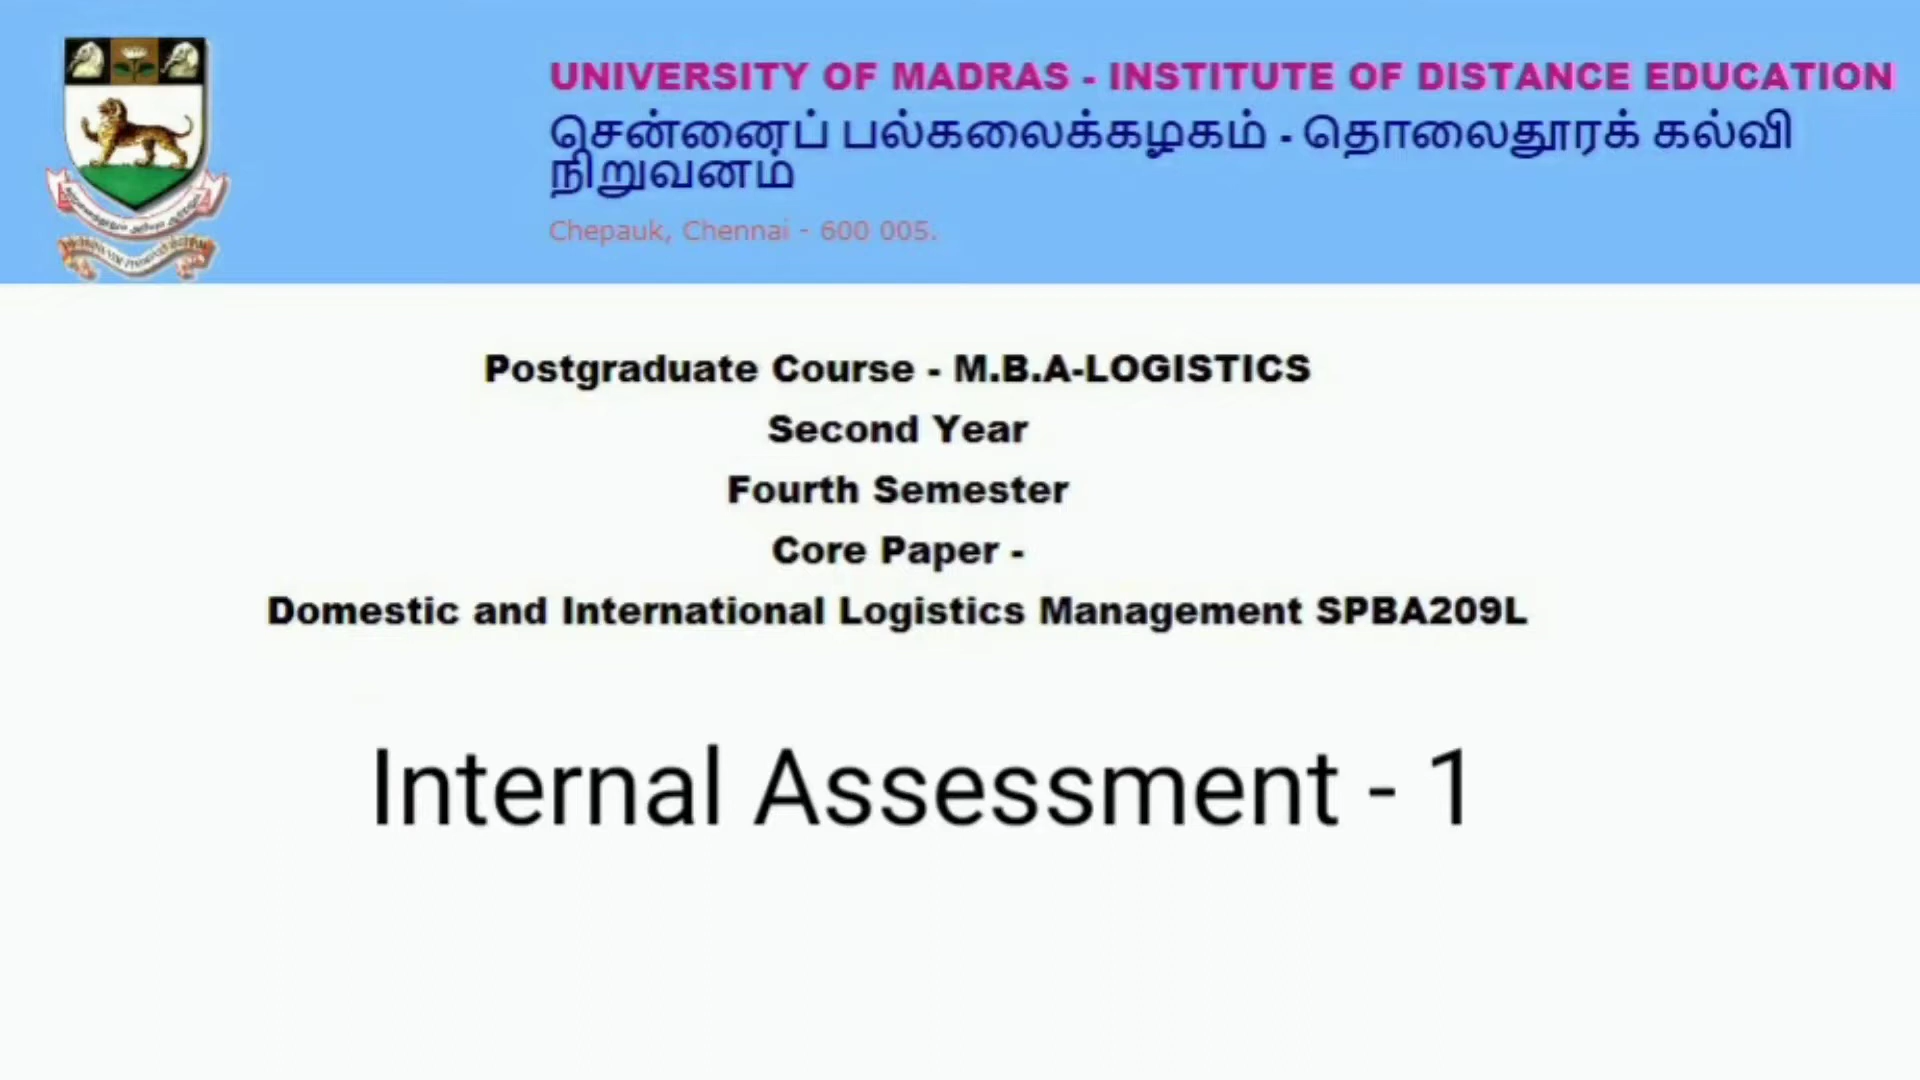 UNIVERSITY OF MADRAS - INSTITUTE OF DISTANCE EDUCATION
சென்னைப் பல்கலைக்கழகம் - தொலைதூரக் கல்வி
நிறுவனம்
Chepauk, Chennai - 600 005.
Postgraduate Course - M.B.A-LOGISTICS
Second Year
Fourth Semester
Core Paper -
Domestic and International Logistics Management SPBA209L
Internal Assessment - 1